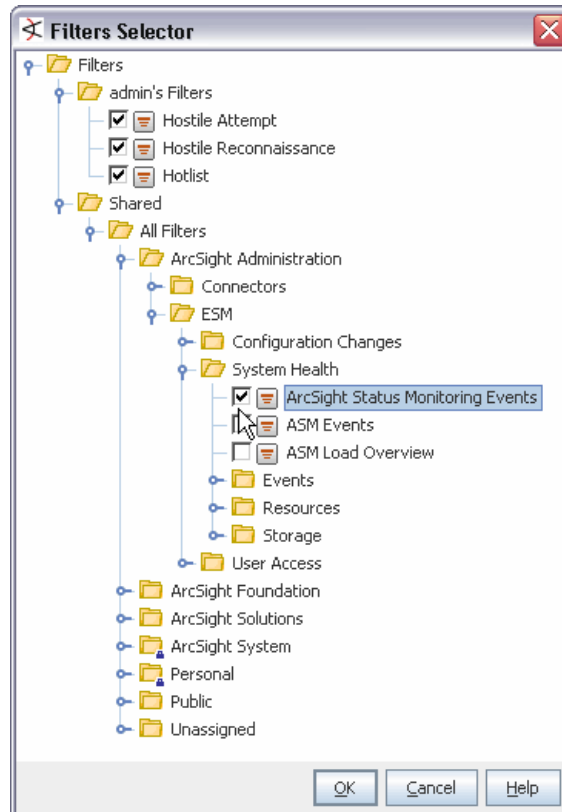 Filters Selector
Filters
admin's Filters
Hostile Attempt
Hostile Reconnaissance
Hotlist
Shared
All Filters
ArcSight Administration
Connectors
ESM
Configuration Changes
System Health
ArcSight Status Monitoring Events
ASM Events
ASM Load Overview
Events
Resources
Storage
User Access
ArcSight Foundation
ArcSight Solutions
ArcSight System
Personal
Public
Unassigned
OK Cancel Help